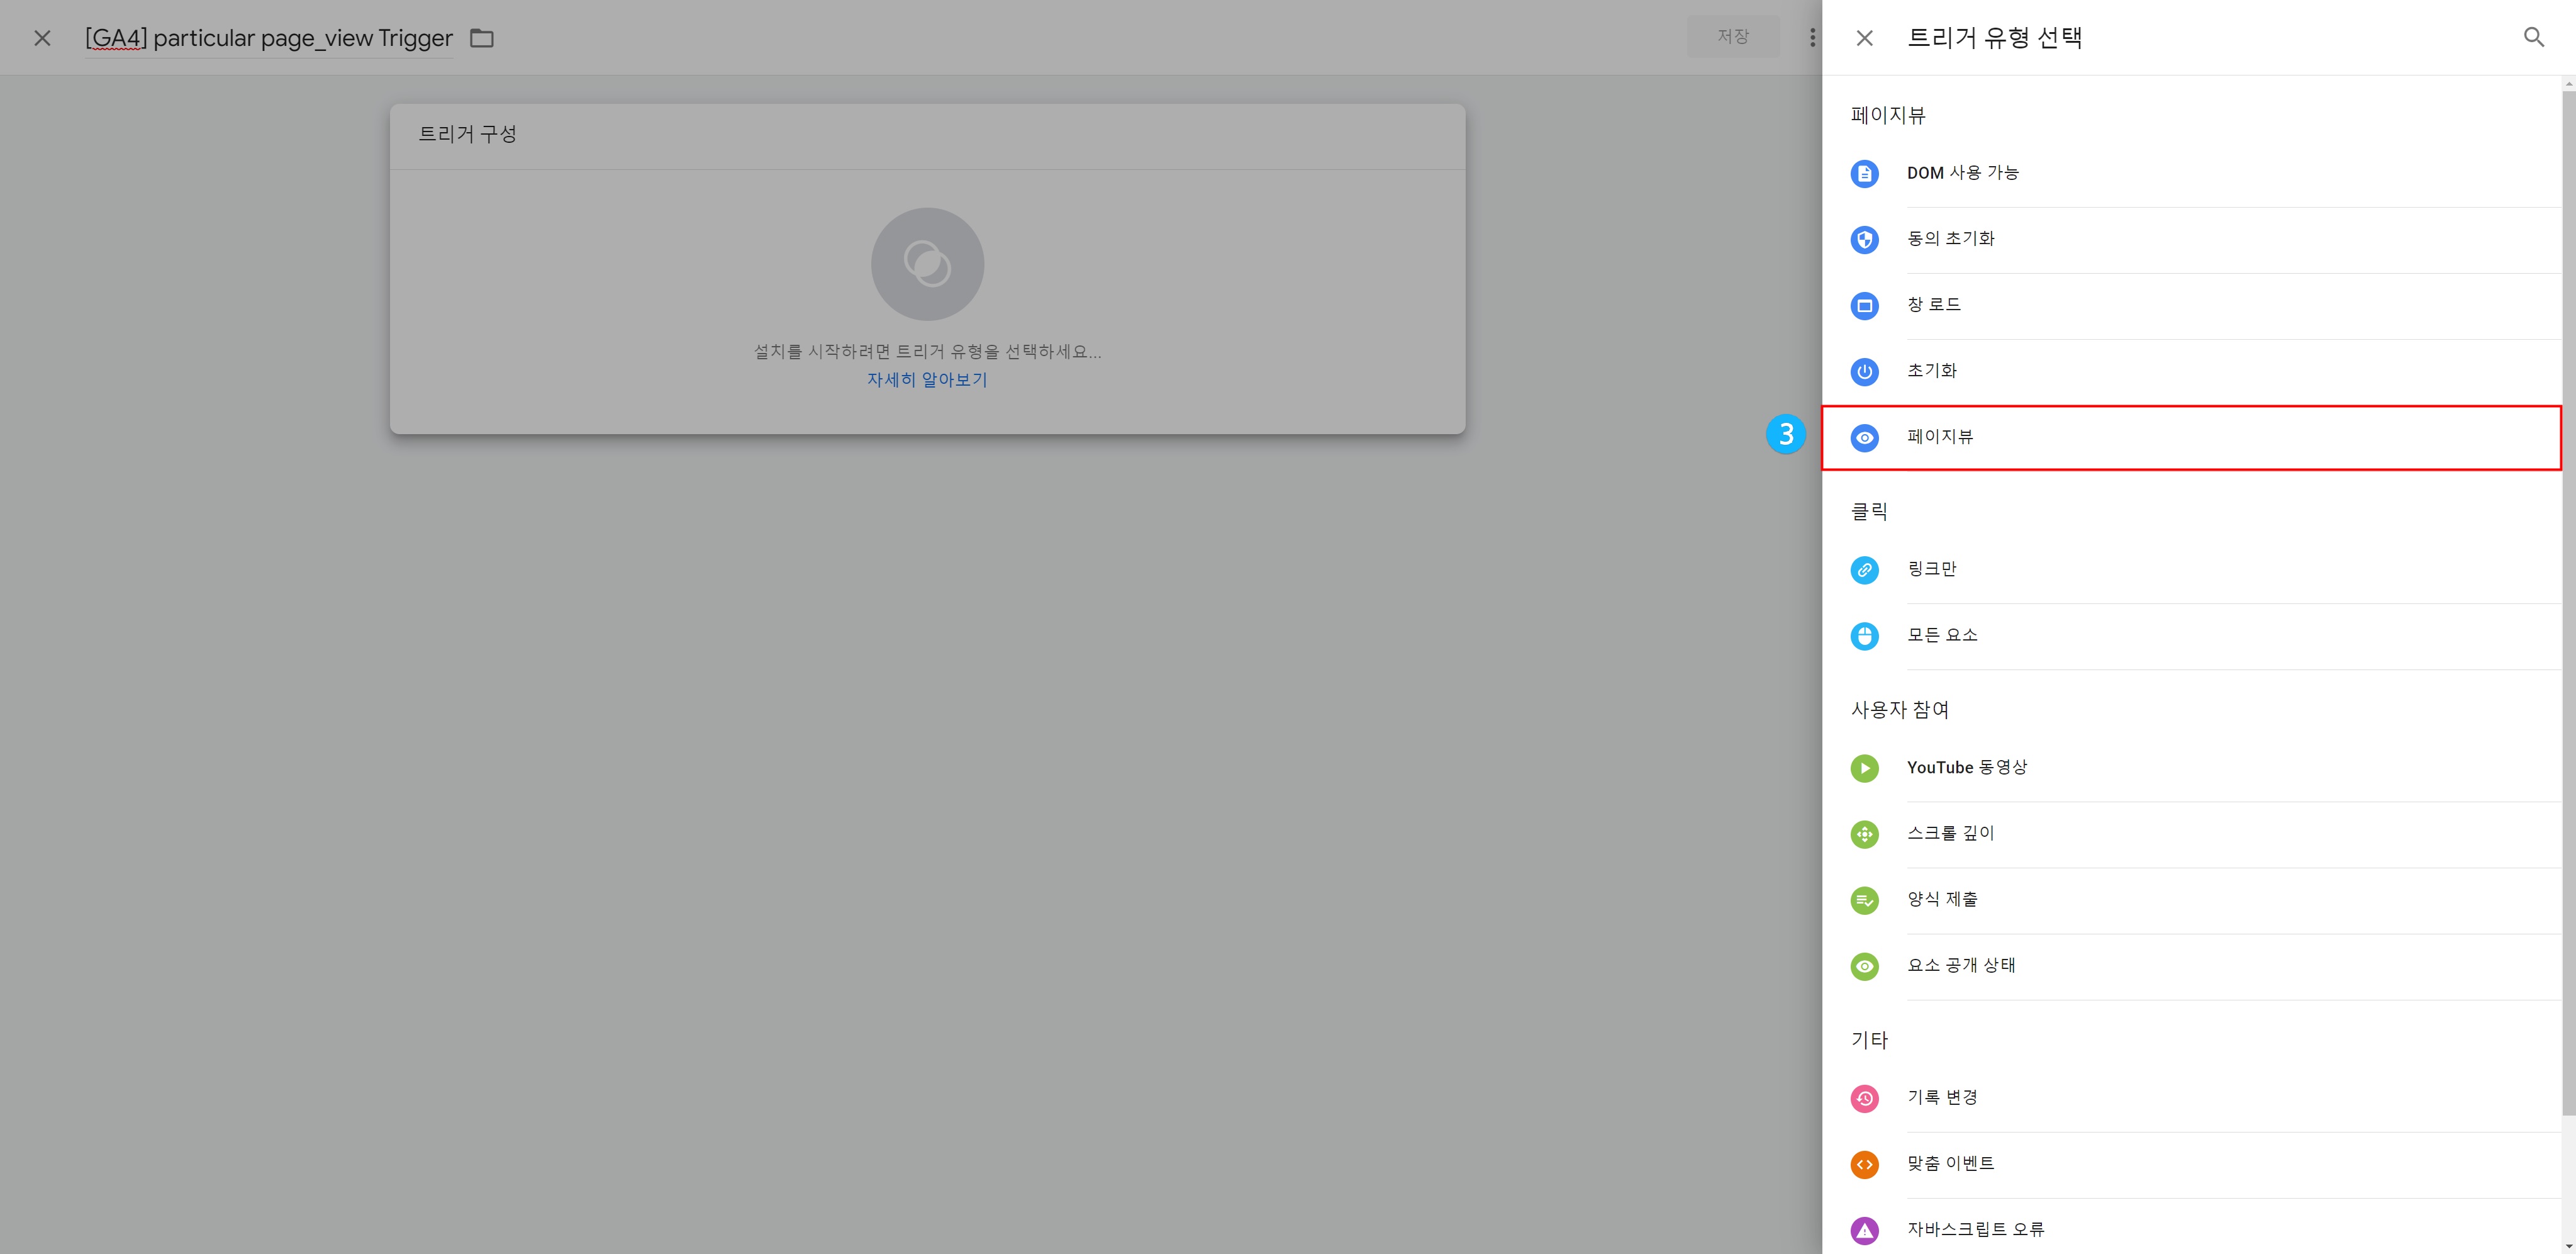 [GA4] particular page_view Trigger
저장
트리거 구성
설치를 시작하려면 트리거 유형을 선택하세요...
자세히 알아보기
3
트리거 유형 선택
페이지뷰
DOM 사용 가능
동의 초기화
창 로드
초기화
페이지뷰
클릭
링크만
모든 요소
사용자 참여
YouTube 동영상
스크롤 깊이
양식 제출
요소 공개 상태
기타
기록 변경
맞춤 이벤트
자바스크립트 오류